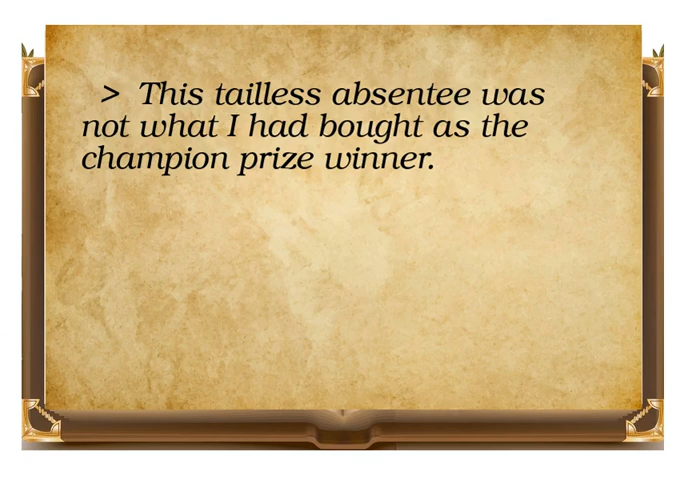 > This tailless absentee was
not what I had bought as the
champion prize winner.